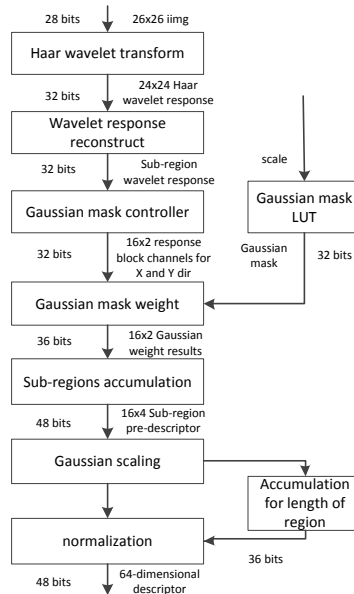 28 bits
26x26 iimg
Haar wavelet transform
32 bits
24x24 Haar
wavelet response
Wavelet response
reconstruct
scale
32 bits
Sub-region
wavelet response
Gaussian mask controller
Gaussian mask
LUT
32 bits
16x2 response
block channels for
X and Y dir
Gaussian
mask
32 bits
Gaussian mask weight
36 bits
16x2 Gaussian
weight results
Sub-regions accumulation
48 bits
16x4 Sub-region
pre-descriptor
Gaussian scaling
Accumulation
for length of
region
normalization
36 bits
48 bits
64-dimensional
descriptor